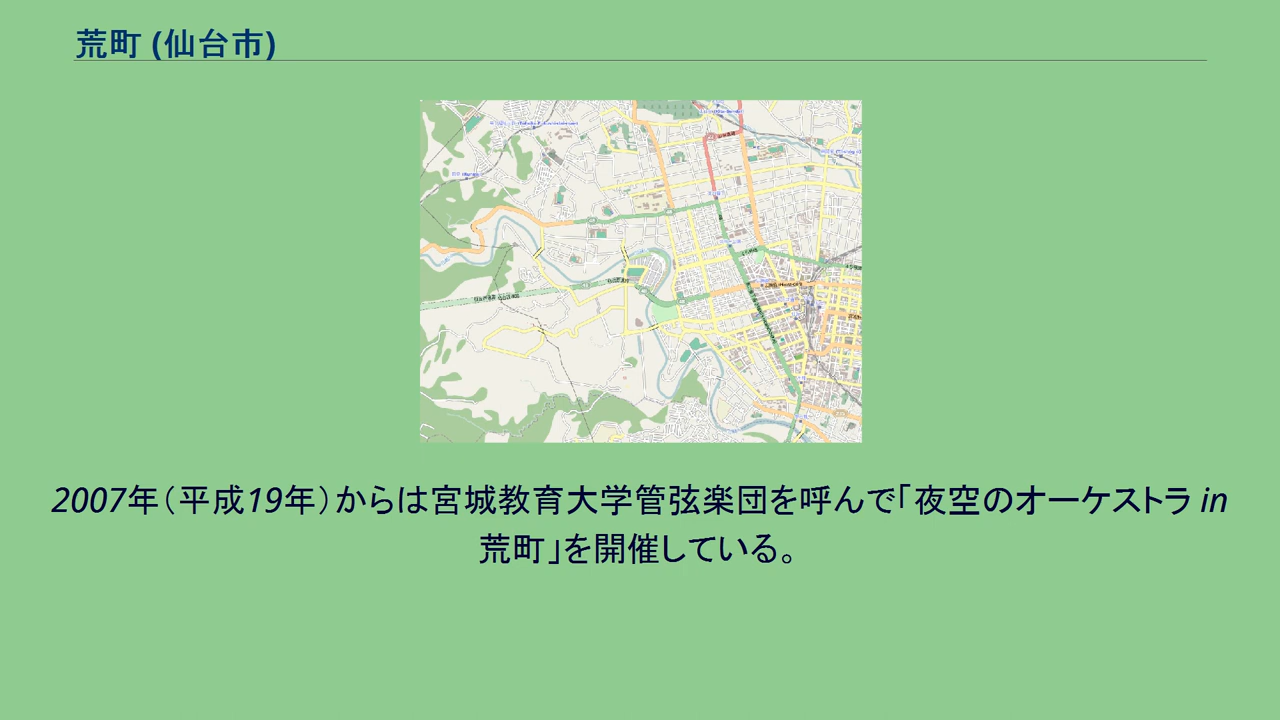 荒町 (仙台市)
2007年（平成19年）からは宮城教育大学管弦楽団を呼んで「夜空のオーケストラ in
荒町」を開催している。